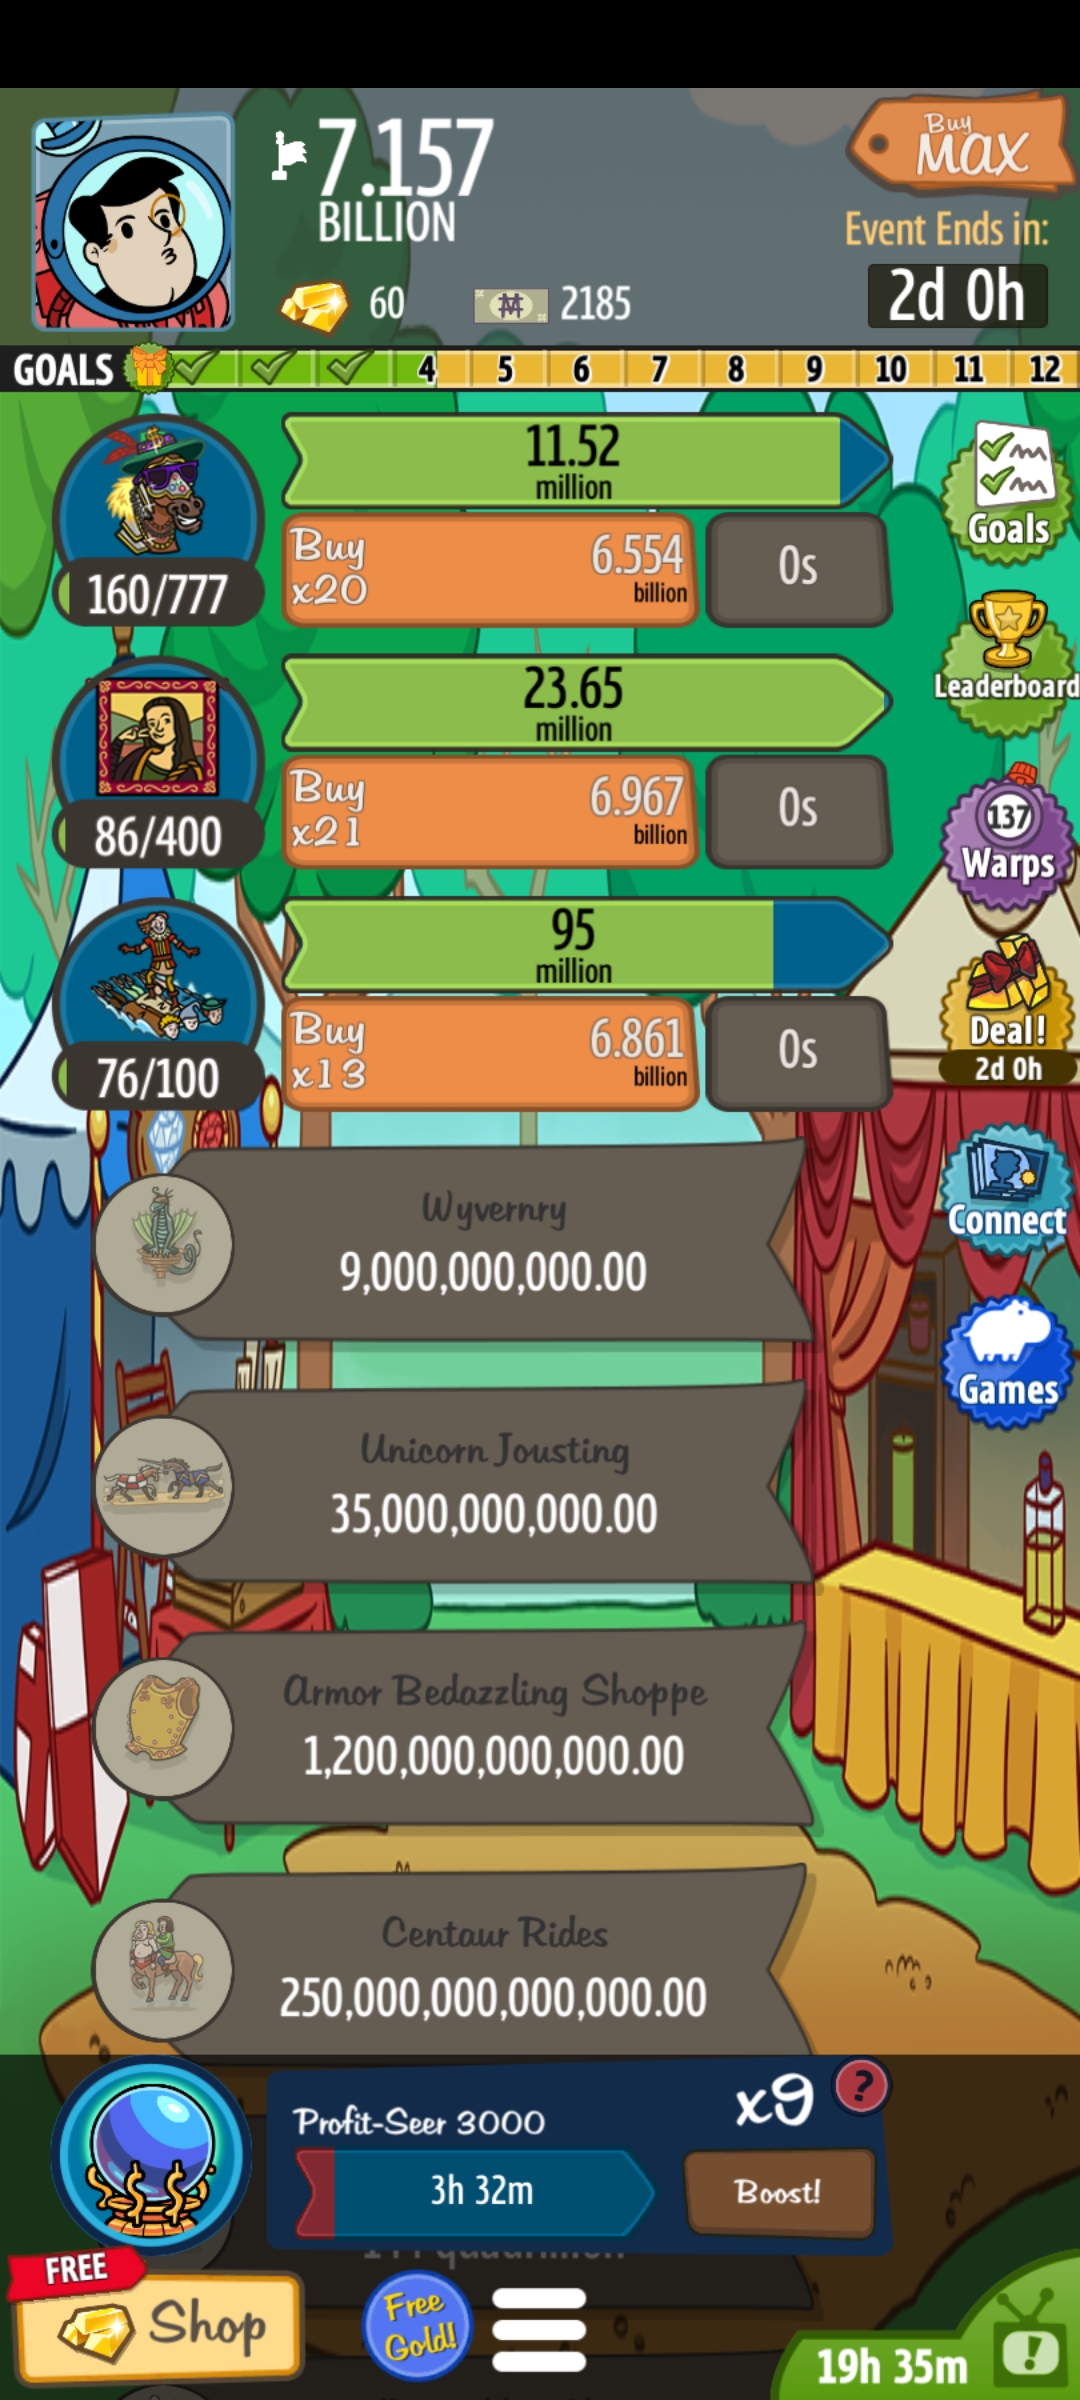 7.157
BILLION
60
2185
Buy
MAX
Event Ends in:
2d 0h
GOALS 4 5 6 7 8 9 10 11 12
11.52
million
Buy
x20
6.554
billion
0s
160/777
Goals
Leaderboard
23.65
million
Buy
x21
6.967
billion
0s
86/400
137
Warps
95
million
Buy
x13
6.861
billion
0s
76/100
Deal!
2d 0h
Wyvernry
9,000,000,000.00
Connect
Unicorn Jousting
35,000,000,000.00
Games
Armor Bedazzling Shoppe
1,200,000,000,000.00
Centaur Rides
250,000,000,000,000.00
Profit-Seer 3000
x9
?
3h 32m
Boost!
FREE
Shop
Free
Gold!
19h 35m
!